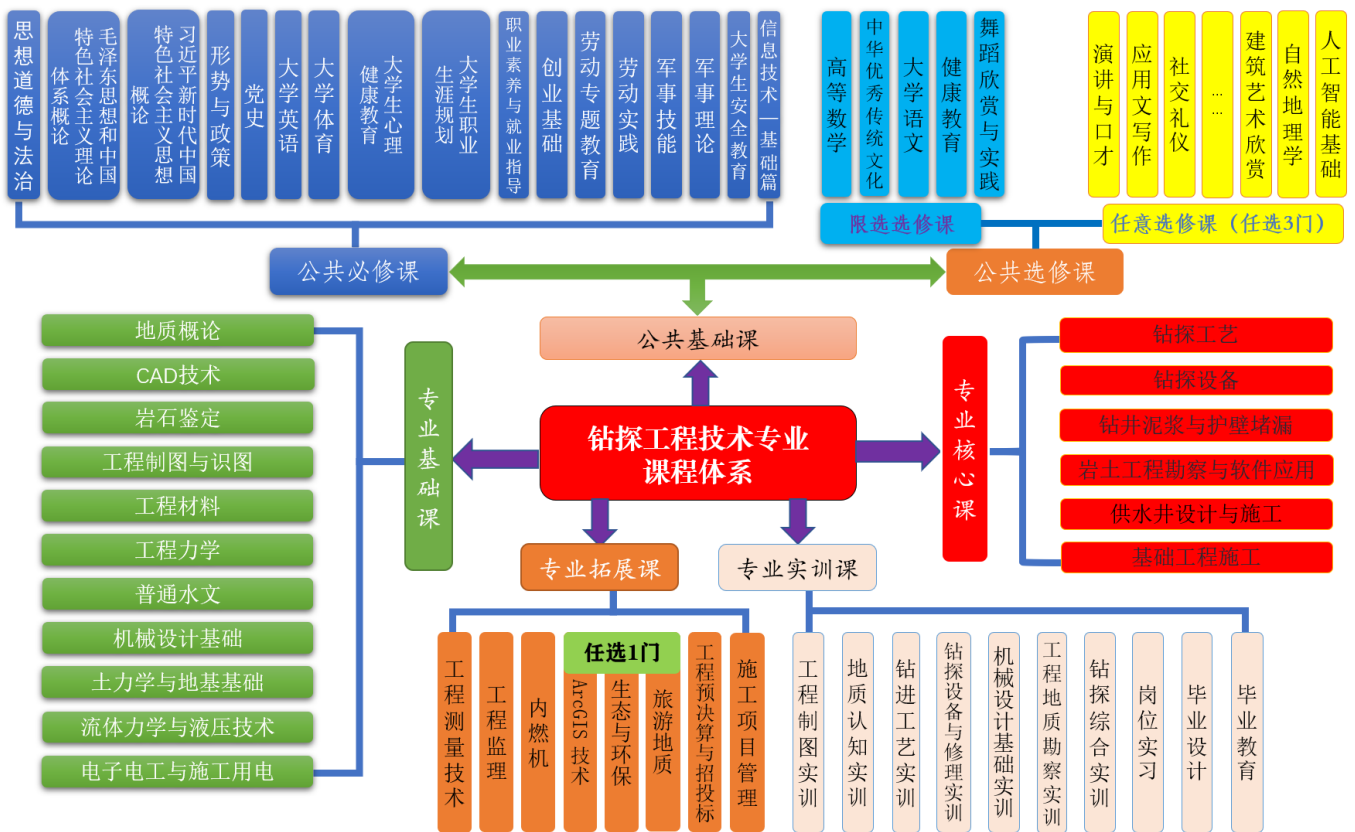 思想道德与法治
毛泽东思想和中国
特色社会主义理论
体系概论
习近平新时代中国
特色社会主义思想
概论
形势与政策
党史
大学英语
大学体育
大学生心理
健康教育
大学生职业
生涯规划
职业素养与就业指导
创业基础
劳动专题教育
劳动实践
军事技能
军事理论
大学生安全教育
信息技术—基础篇
高等数学
中华优秀传统文化
大学语文
健康教育
舞蹈欣赏与实践
演讲与口才
应用文写作
社交礼仪
……
建筑艺术欣赏
自然地理学
人工智能基础
限选选修课
任意选修课（任选3门）
公共必修课
公共选修课
公共基础课
地质概论
CAD技术
岩石鉴定
工程制图与识图
工程材料
工程力学
普通水文
机械设计基础
土力学与地基基础
流体力学与液压技术
电子电工与施工用电
专业基础课
钻探工程技术专业
课程体系
专业核心课
钻探工艺
钻探设备
钻井泥浆与护壁堵漏
岩土工程勘察与软件应用
供水井设计与施工
基础工程施工
专业拓展课
专业实训课
工程测量技术
工程监理
内燃机
任选1门
ArcGIS 技术
生态与环保
旅游地质
工程预决算与招投标
施工项目管理
工程制图实训
地质认知实训
钻进工艺实训
钻探设备与修理实训
机械设计基础实训
工程地质勘察实训
钻探综合实训
岗位实习
毕业设计
毕业教育